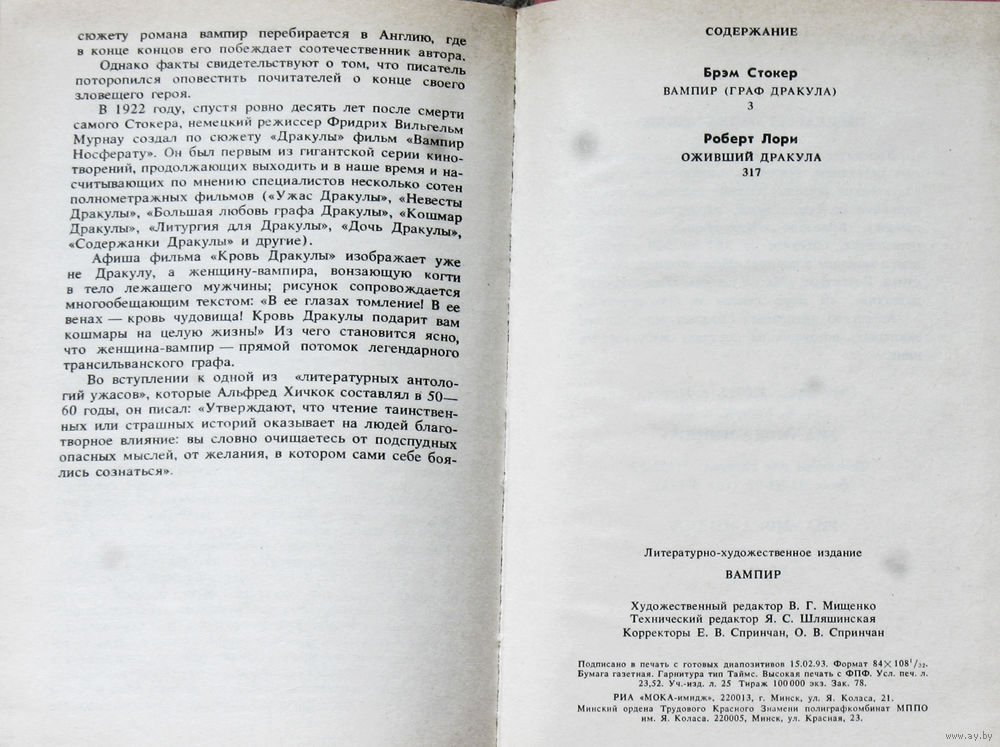 сюжету романа вампир перебирается в Англию, где
в конце концов его побеждает соотечественник автора.
Однако факты свидетельствуют о том, что писатель
поторопился оповестить почитателей о конце своего
зловещего героя.
В 1922 году, спустя ровно десять лет после смерти
самого Стокера, немецкий режиссер Фридрих Вильгельм
Мурнау создал по сюжету «Дракулы» фильм «Вампир
Носферату». Он был первым из гигантской серии кино-
творений, продолжающих выходить и в наше время и на-
считывающих по мнению специалистов несколько сотен
полнометражных фильмов («Ужас Дракулы», «Невесты
Дракулы», «Большая любовь графа Дракулы», «Кошмар
Дракулы», «Литургия для Дракулы», «Дочь Дракулы»,
«Содержанки Дракулы» и другие).
Афиша фильма «Кровь Дракулы» изображает уже
не Дракулу, а женщину-вампира, вонзающую когти
в тело лежащего мужчины; рисунок сопровождается
многообещающим текстом: «В ее глазах томление! В ее
венах — кровь чудовища! Кровь Дракулы подарит вам
кошмары на целую жизнь!» Из чего становится ясно,
что женщина-вампир — прямой потомок легендарного
трансильванского графа.
Во вступлении к одной из «литературных антоло-
гий ужасов», которые Альфред Хичкок составлял в 50—
60 годы, он писал: «Утверждают, что чтение таинствен-
ных или страшных историй оказывает на людей благо-
творное влияние: вы словно очищаетесь от подспудных
опасных мыслей, от желания, в котором сами себе боя-
лись сознаться».
СОДЕРЖАНИЕ
Брэм Стокер
ВАМПИР (ГРАФ ДРАКУЛА)
3
Роберт Лори
ОЖИВШИЙ ДРАКУЛА
317
Литературно-художественное издание
ВАМПИР
Художественный редактор В. Г. Мищенко
Технический редактор Я. С. Шляшинская
Корректоры Е. В. Спринчан, О. В. Спринчан
Подписано в печать с готовых диапозитивов 15.02.93. Формат 84×108¹/₃₂.
Бумага газетная. Гарнитура тип Таймс. Высокая печать с ФПФ. Усл. печ. л.
23,52. Уч.-изд. л. 25 Тираж 100 000 экз. Зак. 78.
РИА «МОКА-имидж», 220013, г. Минск, ул. Я. Коласа, 21.
Минский ордена Трудового Красного Знамени полиграфкомбинат МППО
им. Я. Коласа. 220005, Минск, ул. Красная, 23.
www.ay.by